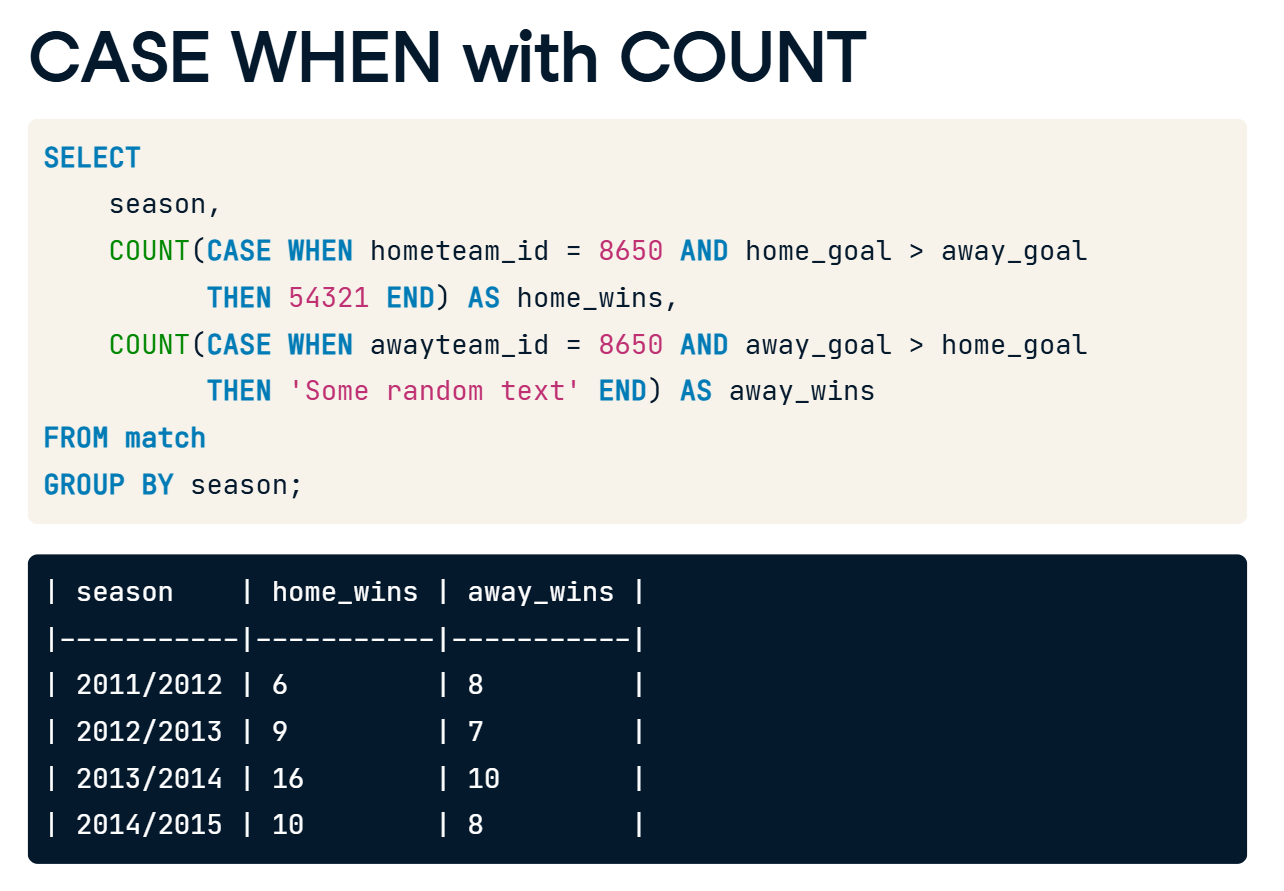 CASE WHEN with COUNT
SELECT
    season,
    COUNT(CASE WHEN hometeam_id = 8650 AND home_goal > away_goal
          THEN 54321 END) AS home_wins,
    COUNT(CASE WHEN awayteam_id = 8650 AND away_goal > home_goal
          THEN 'Some random text' END) AS away_wins
FROM match
GROUP BY season;
| season    | home_wins | away_wins |
|-----------|-----------|-----------|
| 2011/2012 | 6         | 8         |
| 2012/2013 | 9         | 7         |
| 2013/2014 | 16        | 10        |
| 2014/2015 | 10        | 8         |